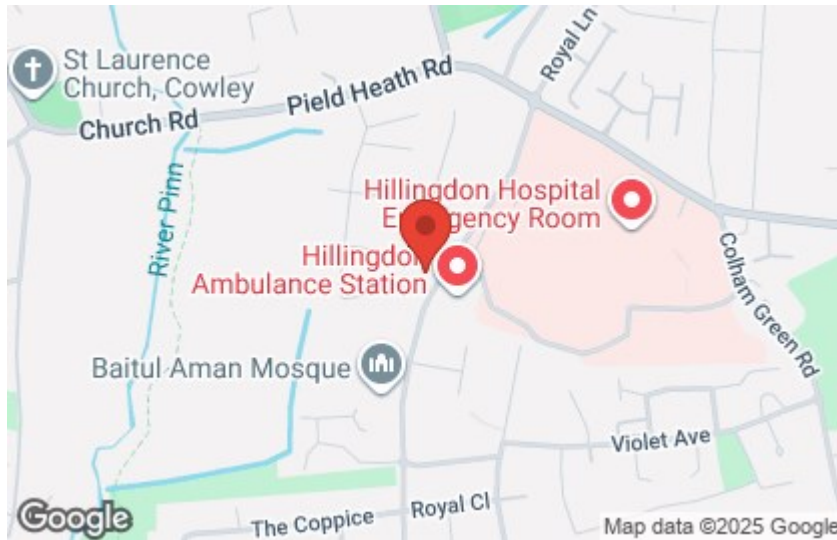 St Laurence
Church, Cowley
Church Rd
Pield Heath Rd
Royal Ln
River Pinn
Hillingdon Hospital
Emergency Room
Hillingdon
Ambulance Station
Colham Green Rd
Baitul Aman Mosque
Violet Ave
Royal Cl
The Coppice
Google
Map data ©2025 Google